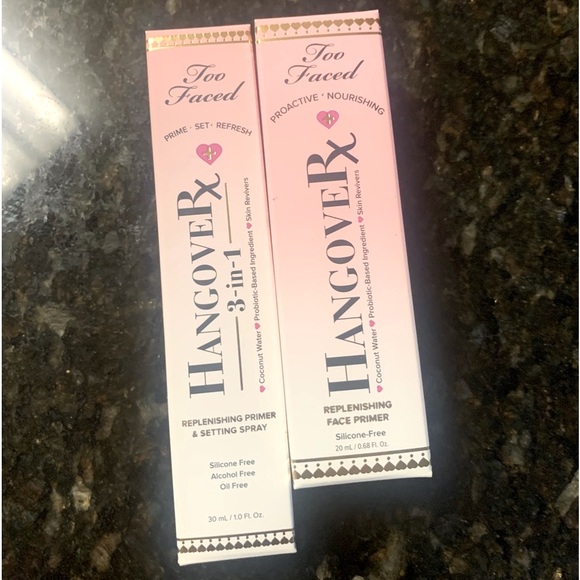 Too
Faced
PRIME · SET · REFRESH
HANGOVERx
3-in-1
Coconut Water Probiotic-Based Ingredient Skin Revivers
REPLENISHING PRIMER
& SETTING SPRAY
Silicone Free
Alcohol Free
Oil Free
30 mL / 1.0 Fl. Oz.
Too
Faced
PROACTIVE · NOURISHING
HANGOVERx
Coconut Water Probiotic-Based Ingredient Skin Revivers
REPLENISHING
FACE PRIMER
Silicone-Free
20 mL / 0.68 Fl. Oz.